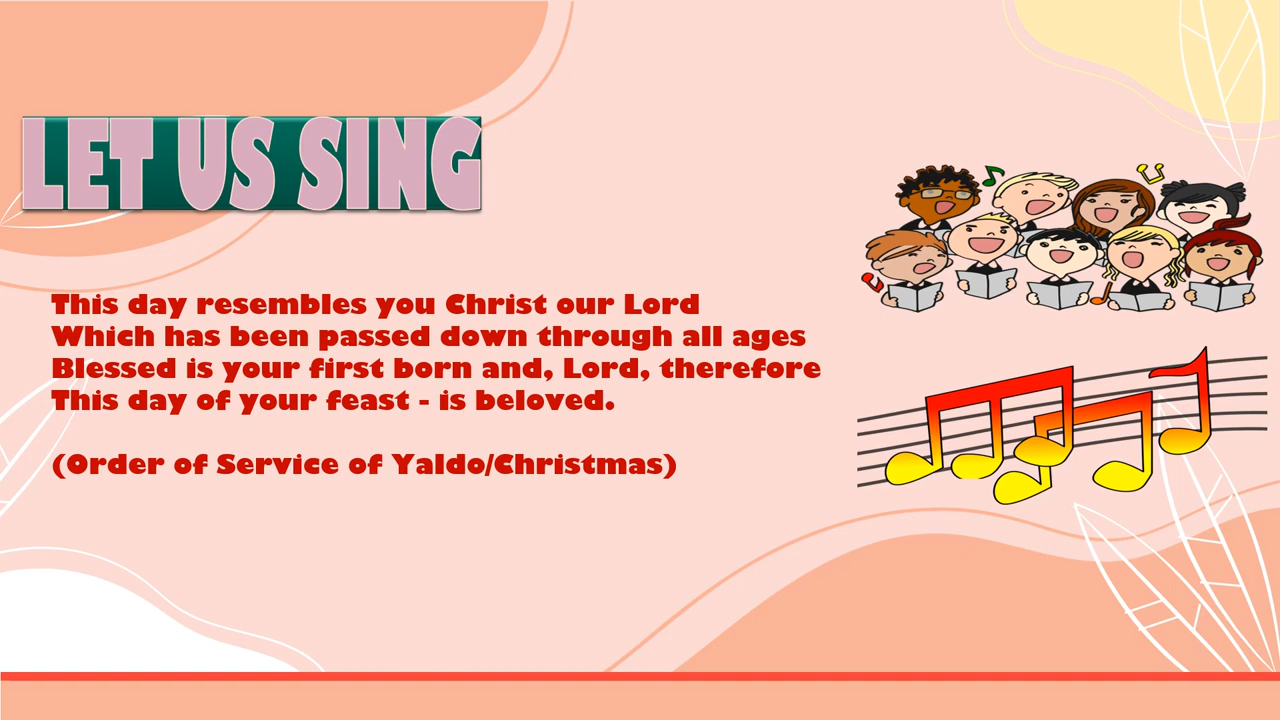 LET US SING
This day resembles you Christ our Lord
Which has been passed down through all ages
Blessed is your first born and, Lord, therefore
This day of your feast - is beloved.
(Order of Service of Yaldo/Christmas)